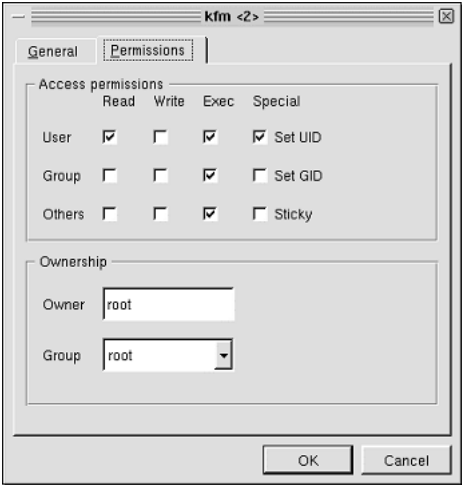 kfm <2>
General Permissions
Access permissions
Read Write Exec Special
User Set UID
Group Set GID
Others Sticky
Ownership
Owner root
Group root
OK Cancel